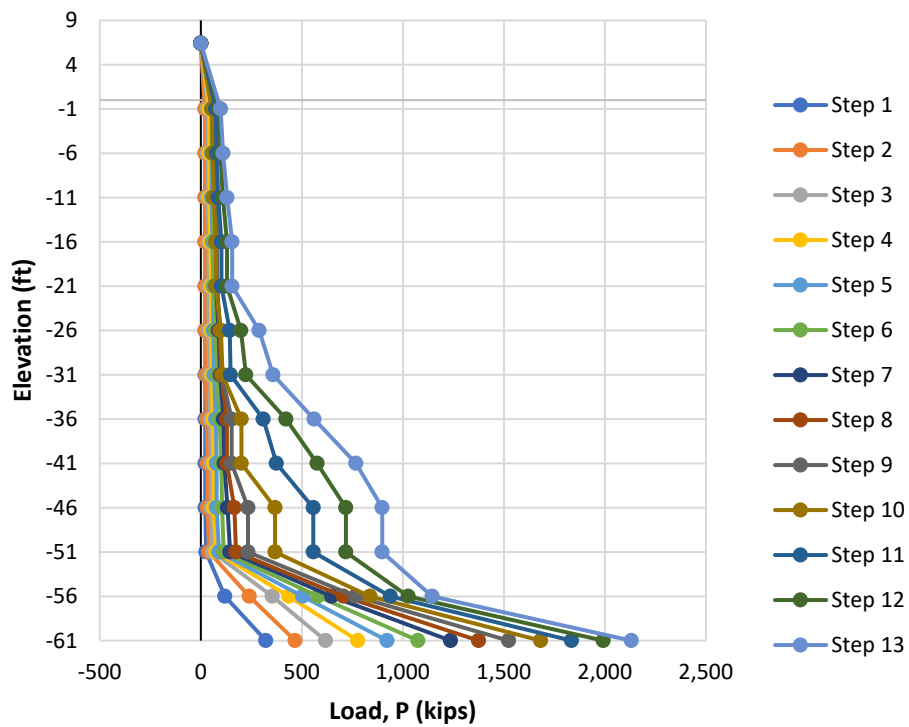 9
4
-1
-6
-11
-16
-21
-26
-31
-36
-41
-46
-51
-56
-61
Elevation (ft)
-500 0 500 1,000 1,500 2,000 2,500
Load, P (kips)
Step 1
Step 2
Step 3
Step 4
Step 5
Step 6
Step 7
Step 8
Step 9
Step 10
Step 11
Step 12
Step 13